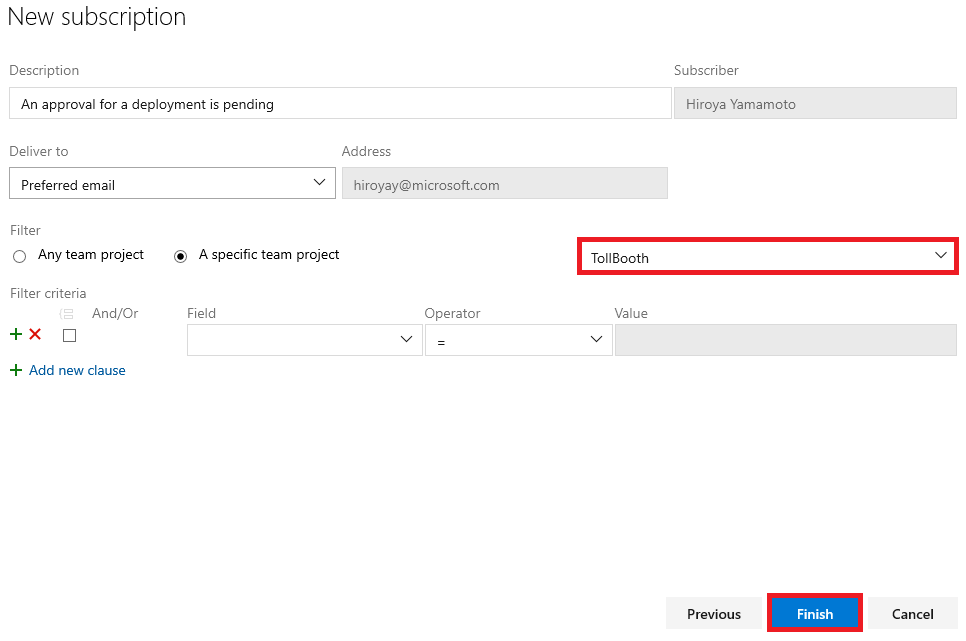 New subscription
Description Subscriber
An approval for a deployment is pending Hiroya Yamamoto
Deliver to Address
Preferred email hiroyay@microsoft.com
Filter
Any team project A specific team project TollBooth
Filter criteria
And/Or Field Operator Value
=
Add new clause
Previous Finish Cancel